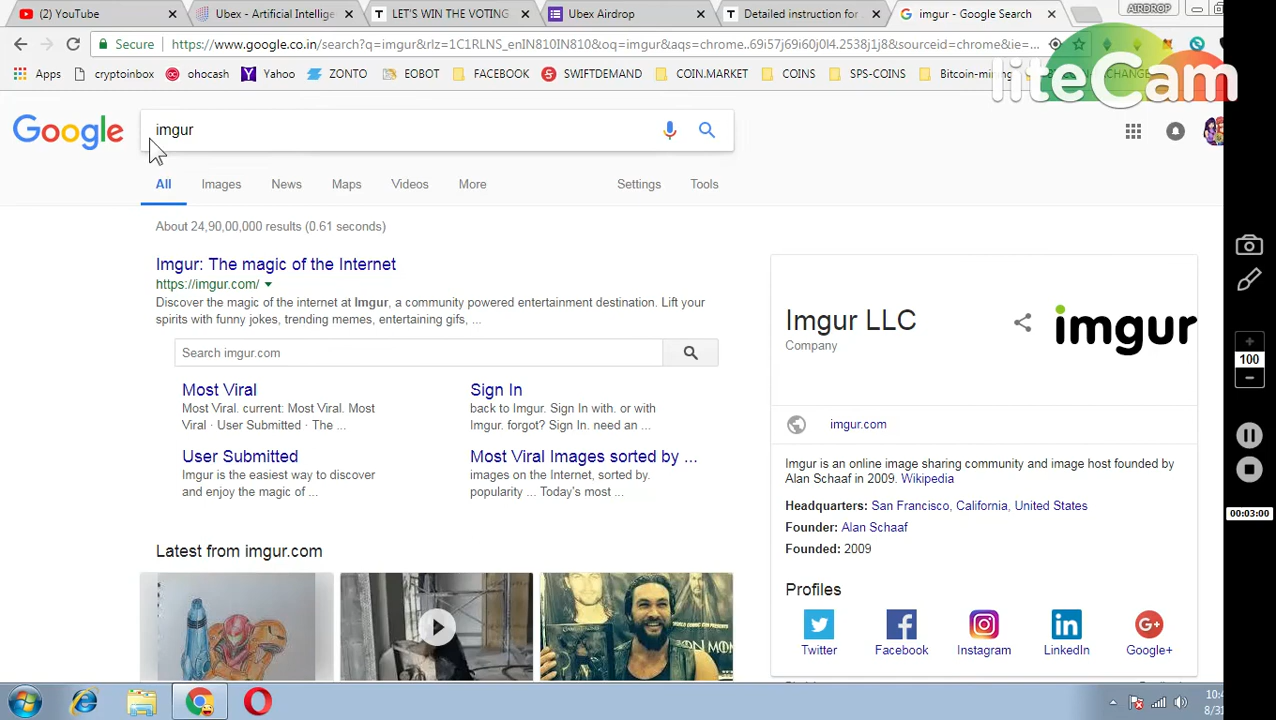 (2) YouTube
Ubex - Artificial Intellige
LET'S START THE VOTING
Detailed instruction for
imgur - Google Search
AIRDROP
Secure
https://www.google.co.in/search
aqs=chrome..69i57j69i60j0l4.2538j1j8&sourceid=chrome&ie=...
Apps
cryptoinbox
ohocash
Yahoo
ZONTO
EOBOT
FACEBOOK
SWIFTDEMAND
COIN.MARKET
COINS
SPS-COINS
liteCam
Google
imgur
All
Images
News
Maps
Videos
More
Settings
Tools
About 24,90,00,000 results (0.61 seconds)
Imgur: The magic of the Internet
https://imgur.com/
Discover the magic of the internet at Imgur, a community powered entertainment destination. Lift your
spirits with funny jokes, trending memes, entertaining gifs, ...
Search imgur.com
Most Viral
Most Viral. current: Most Viral. Most
Viral · User Submitted · The ...
Sign In
back to Imgur. Sign In with. or with
Imgur. forgot? Sign In. need an ...
User Submitted
Imgur is the easiest way to discover
and enjoy the magic of ...
Most Viral Images sorted by ...
images on the Internet, sorted by.
popularity ... Today's most ...
Latest from imgur.com
Imgur LLC
Company
imgur
imgur.com
Imgur is an online image sharing community and image host founded by
Alan Schaaf in 2009. Wikipedia
Headquarters: San Francisco, California, United States
Founder: Alan Schaaf
Founded: 2009
Profiles
Twitter
Facebook
Instagram
LinkedIn
Google+
100
00:03:00